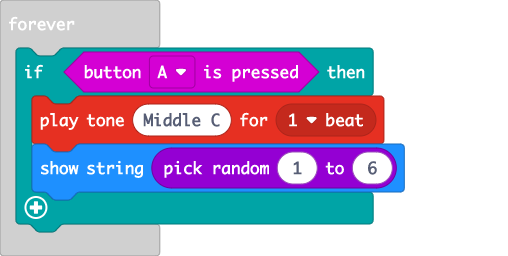 forever
if button A is pressed then
play tone Middle C for 1 beat
show string pick random 1 to 6